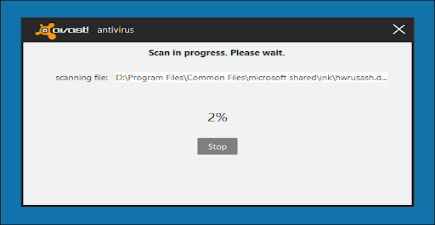 avast! antivirus
Scan in progress. Please wait.
scanning file: D:\Program Files\Common Files\microsoft shared\ink\hwrusash.d...
2%
Stop